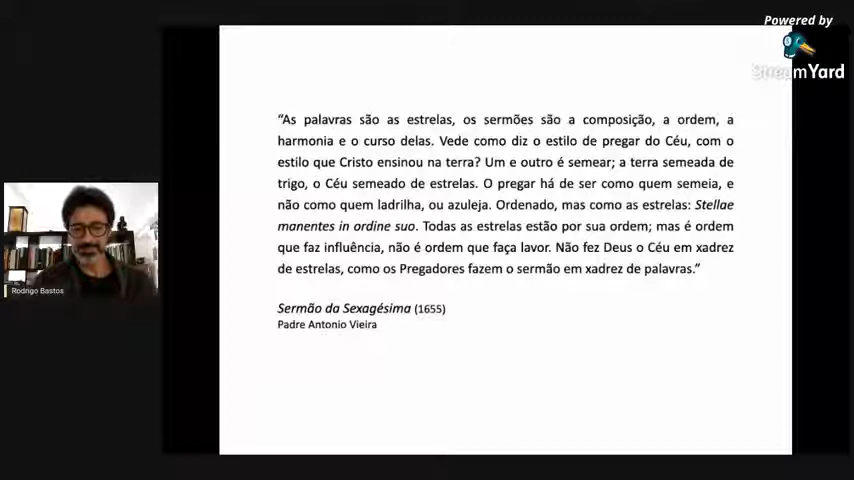 Powered by
StreamYard
“As palavras são as estrelas, os sermões são a composição, a ordem, a
harmonia e o curso delas. Vede como diz o estilo de pregar do Céu, com o
estilo que Cristo ensinou na terra? Um e outro é semear; a terra semeada de
trigo, o Céu semeado de estrelas. O pregar há de ser como quem semeia, e
não como quem ladrilha, ou azuleja. Ordenado, mas como as estrelas: Stellae
manentes in ordine suo. Todas as estrelas estão por sua ordem; mas é ordem
que faz influência, não é ordem que faça lavor. Não fez Deus o Céu em xadrez
de estrelas, como os Pregadores fazem o sermão em xadrez de palavras.”
Sermão da Sexagésima (1655)
Padre Antonio Vieira
Rodrigo Bastos